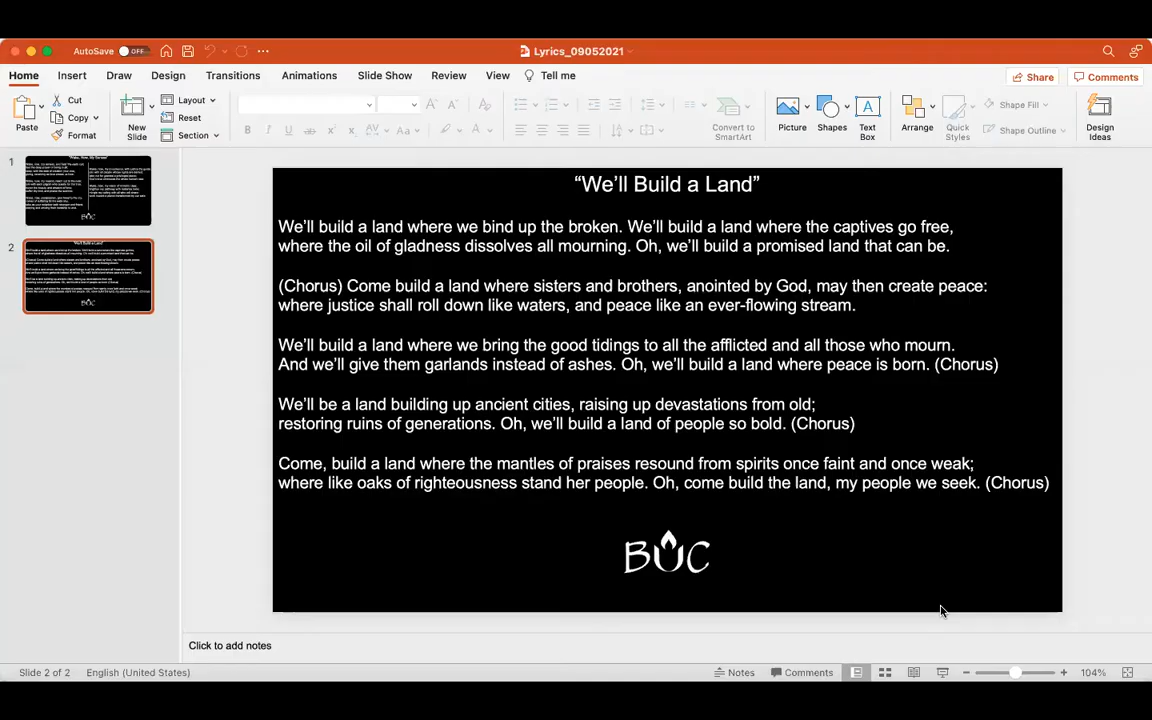 AutoSave OFF
Lyrics_09052021
Home Insert Draw Design Transitions Animations Slide Show Review View Tell me
Share Comments
Paste
Cut
Copy
Format
New Slide
Layout
Reset
Section
Convert to SmartArt
Picture
Shapes
Text Box
Arrange
Quick Styles
Shape Fill
Shape Outline
Design Ideas
1
2
“We’ll Build a Land”
We’ll build a land where we bind up the broken. We’ll build a land where the captives go free,
where the oil of gladness dissolves all mourning. Oh, we’ll build a promised land that can be.
(Chorus) Come build a land where sisters and brothers, anointed by God, may then create peace:
where justice shall roll down like waters, and peace like an ever-flowing stream.
We’ll build a land where we bring the good tidings to all the afflicted and all those who mourn.
And we’ll give them garlands instead of ashes. Oh, we’ll build a land where peace is born. (Chorus)
We’ll be a land building up ancient cities, raising up devastations from old;
restoring ruins of generations. Oh, we’ll build a land of people so bold. (Chorus)
Come, build a land where the mantles of praises resound from spirits once faint and once weak;
where like oaks of righteousness stand her people. Oh, come build the land, my people we seek. (Chorus)
BUC
Click to add notes
Slide 2 of 2 English (United States)
Notes Comments 104%